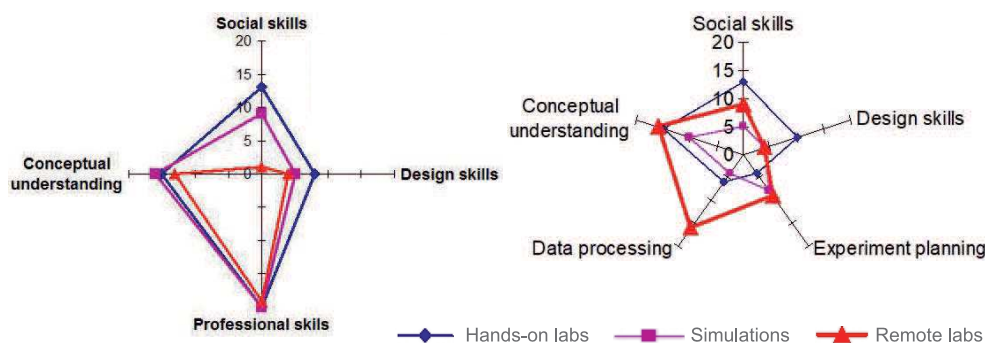 Social skills
20
15
10
5
0
Conceptual
understanding
Design skills
Professional skils
Social skills
20
15
10
5
0
Conceptual
understanding
Design skills
Data processing
Experiment planning
Hands-on labs
Simulations
Remote labs